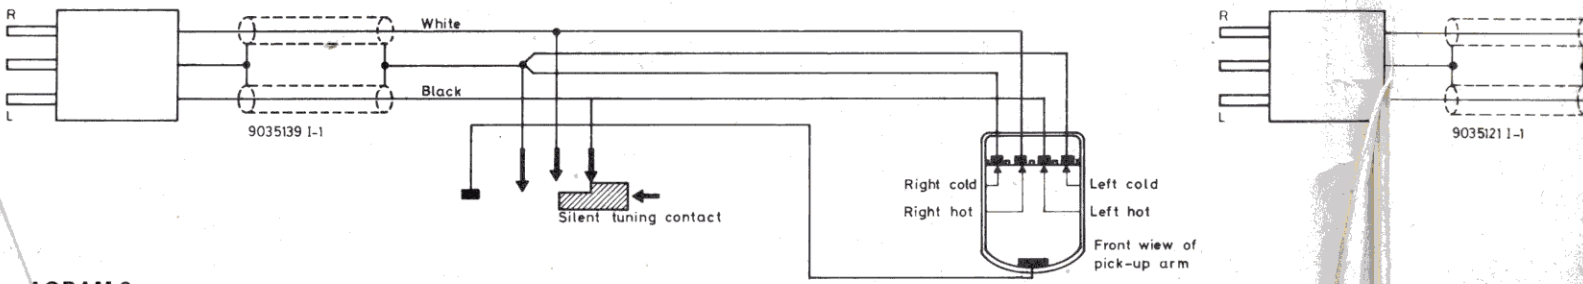 R
White
Black
L
9035139 I-1
Silent tuning contact
Right cold
Left cold
Right hot
Left hot
Front view of
pick-up arm
R
L
9035121 I-1